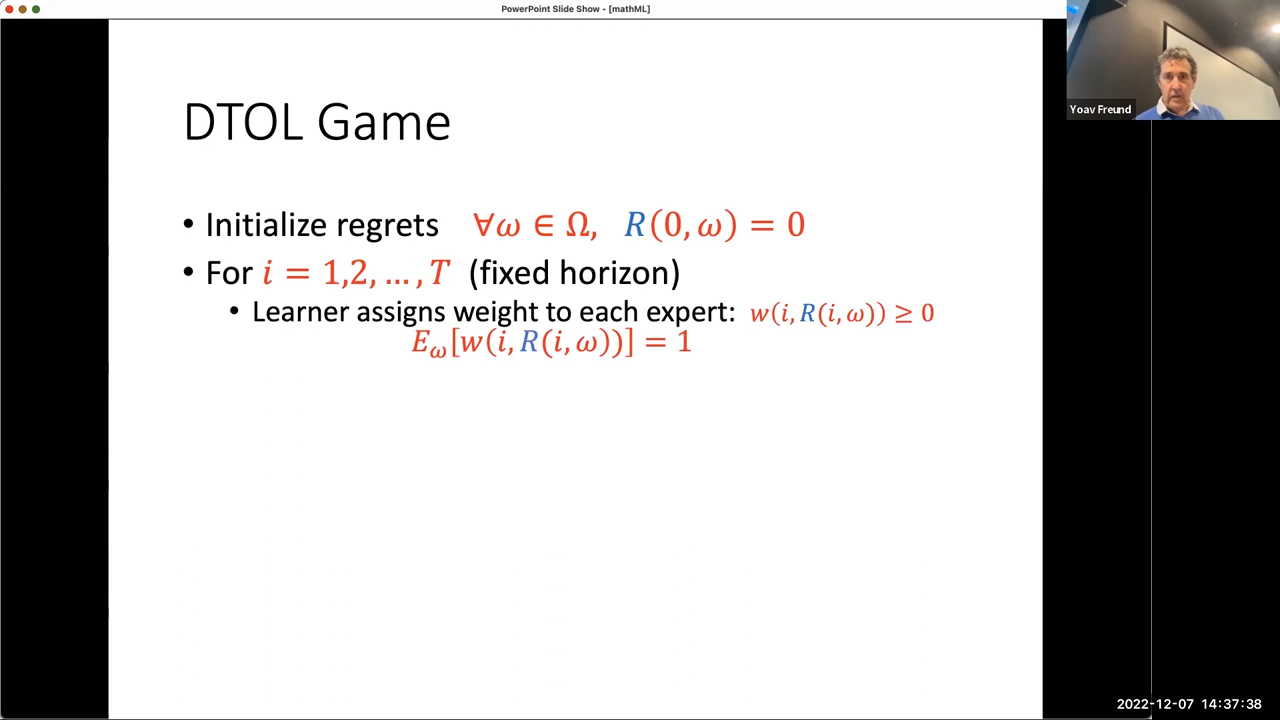 PowerPoint Slide Show - [mathML]
Yoav Freund
DTOL Game
• Initialize regrets ∀ω ∈ Ω, R(0, ω) = 0
• For i = 1,2, … , T (fixed horizon)
• Learner assigns weight to each expert: w(i, R(i, ω)) ≥ 0
E_ω[w(i, R(i, ω))] = 1
2022-12-07 14:37:38